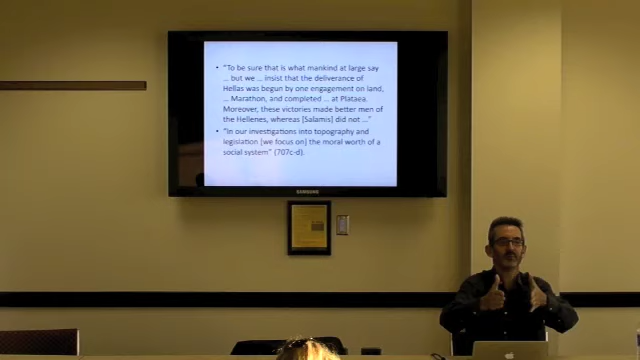 • "To be sure that is what mankind at large say
... but we ... insist that the deliverance of
Hellas was begun by one engagement on land,
... Marathon, and completed ... at Plataea.
Moreover, these victories made better men
of the Hellenes, whereas [Salamis] did not ..."
• "In our investigations into topography and
legislation [we focus on] the moral worth of a
social system" (707c-d).
SAMSUNG